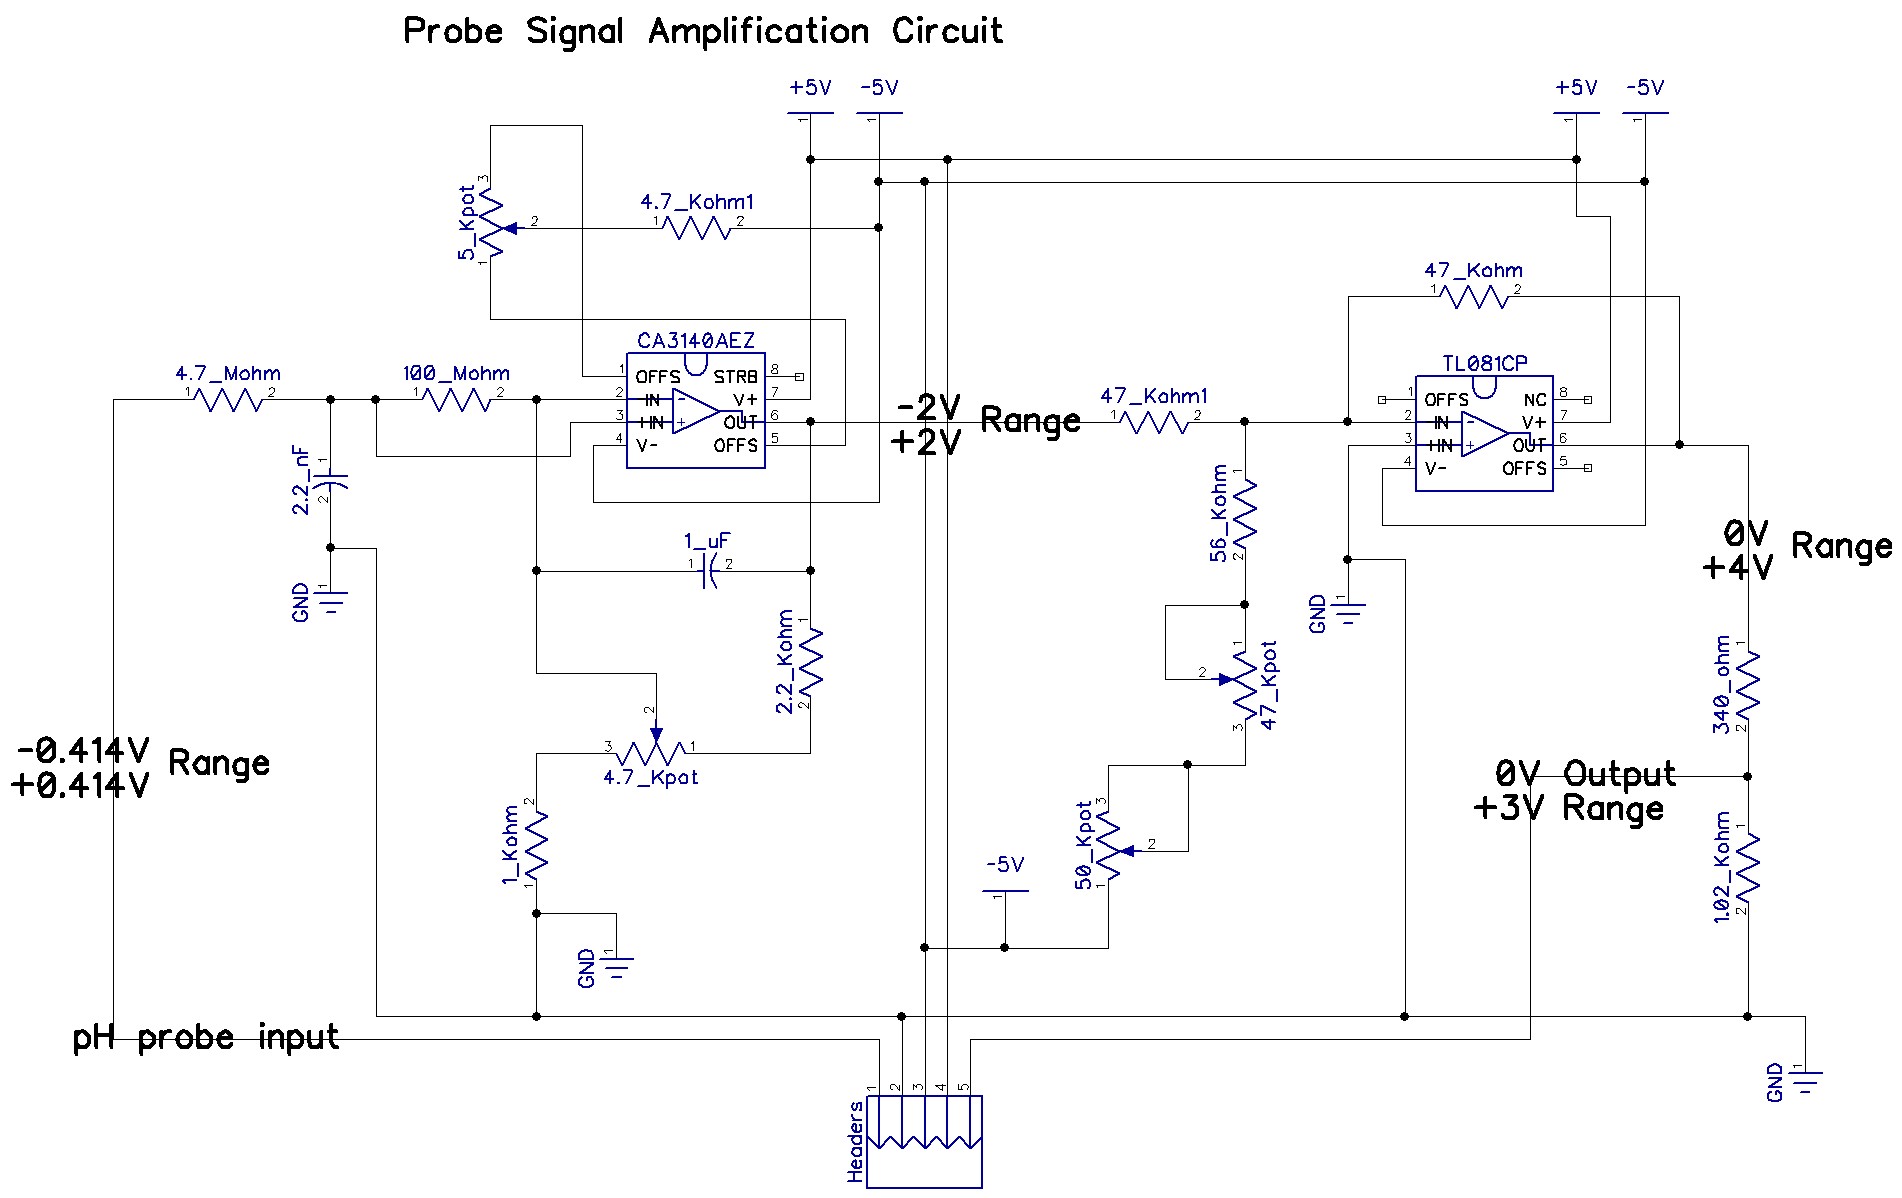 Probe Signal Amplification Circuit
+5V -5V
1 1
+5V -5V
1 1
3
5_Kpot
2
1
4.7_Kohm1
1 2
47_Kohm
1 2
CA3140AEZ
1 OFFS STRB 8
2 -IN V+ 7
3 +IN OUT 6
4 V- OFFS 5
TL081CP
1 OFFS NC 8
2 -IN V+ 7
3 +IN OUT 6
4 V- OFFS 5
4.7_Mohm
1 2
100_Mohm
1 2
-2V
+2V
Range
47_Kohm1
1 2
2.2_nF
1
2
GND
1
1_uF
1 2
56_Kohm
1
2
GND
1
0V
+4V
Range
2.2_Kohm
1
2
2
3 1
4.7_Kpot
47_Kpot
1
2
3
340_ohm
1
2
-0.414V
+0.414V
Range
0V Output
+3V Range
1_Kohm
2
1
50_Kpot
3
2
1
-5V
1
1.02_Kohm
1
2
GND
1
pH probe input
GND
1
1 2 3 4 5
Headers